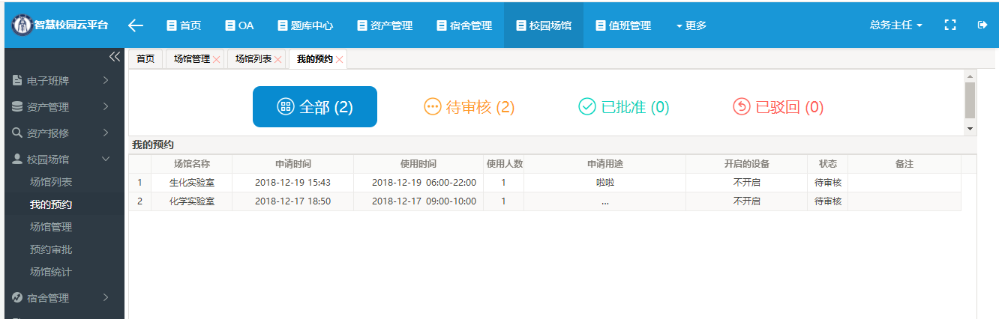 智慧校园云平台 首页 OA 题库中心 资产管理 宿舍管理 校园场馆 值班管理 更多 总务主任
首页 场馆管理 场馆列表 我的预约
电子班牌
资产管理
资产报修
校园场馆
场馆列表
我的预约
场馆管理
预约审批
场馆统计
宿舍管理
全部 (2) 待审核 (2) 已批准 (0) 已驳回 (0)
我的预约
场馆名称 申请时间 使用时间 使用人数 申请用途 开启的设备 状态 备注
1 生化实验室 2018-12-19 15:43 2018-12-19 06:00-22:00 1 啦啦 不开启 待审核
2 化学实验室 2018-12-17 18:50 2018-12-17 09:00-10:00 1 ... 不开启 待审核